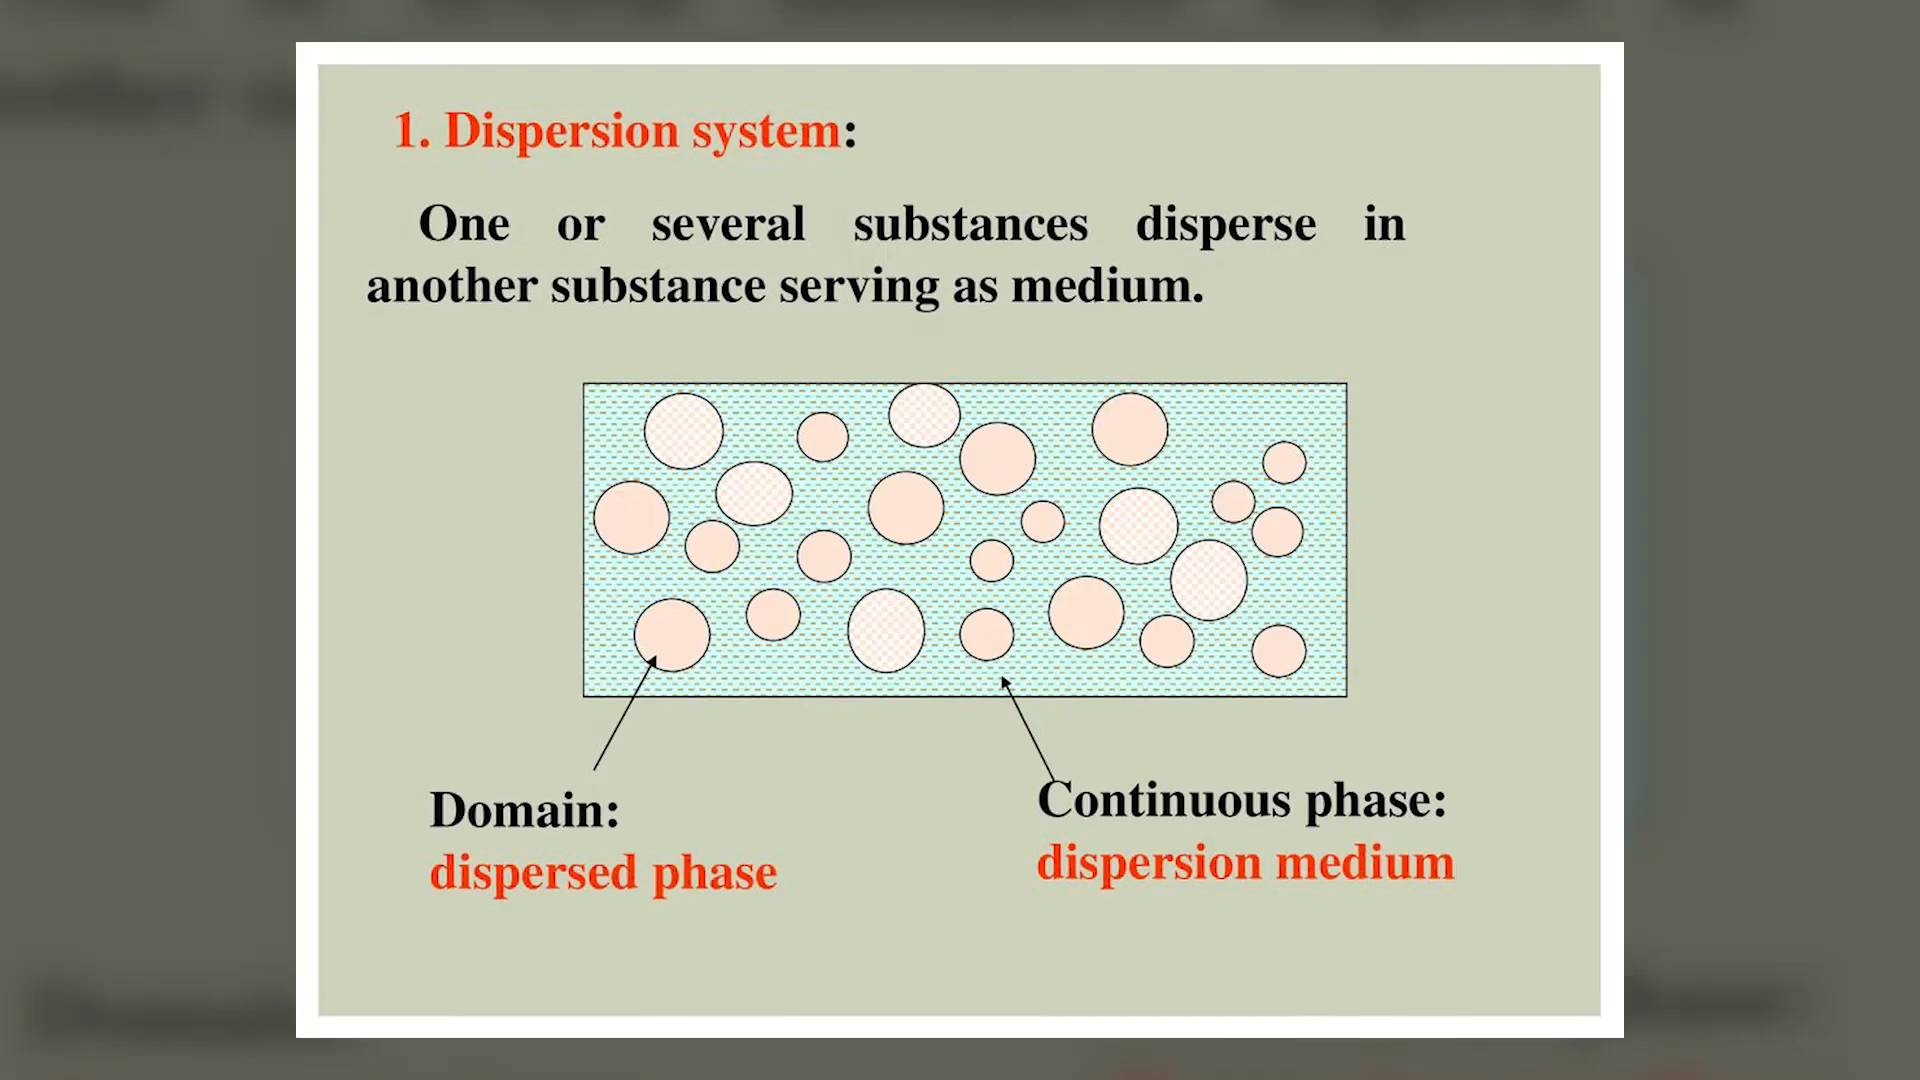 1. Dispersion system:
One or several substances disperse in
another substance serving as medium.
Domain:
dispersed phase
Continuous phase:
dispersion medium